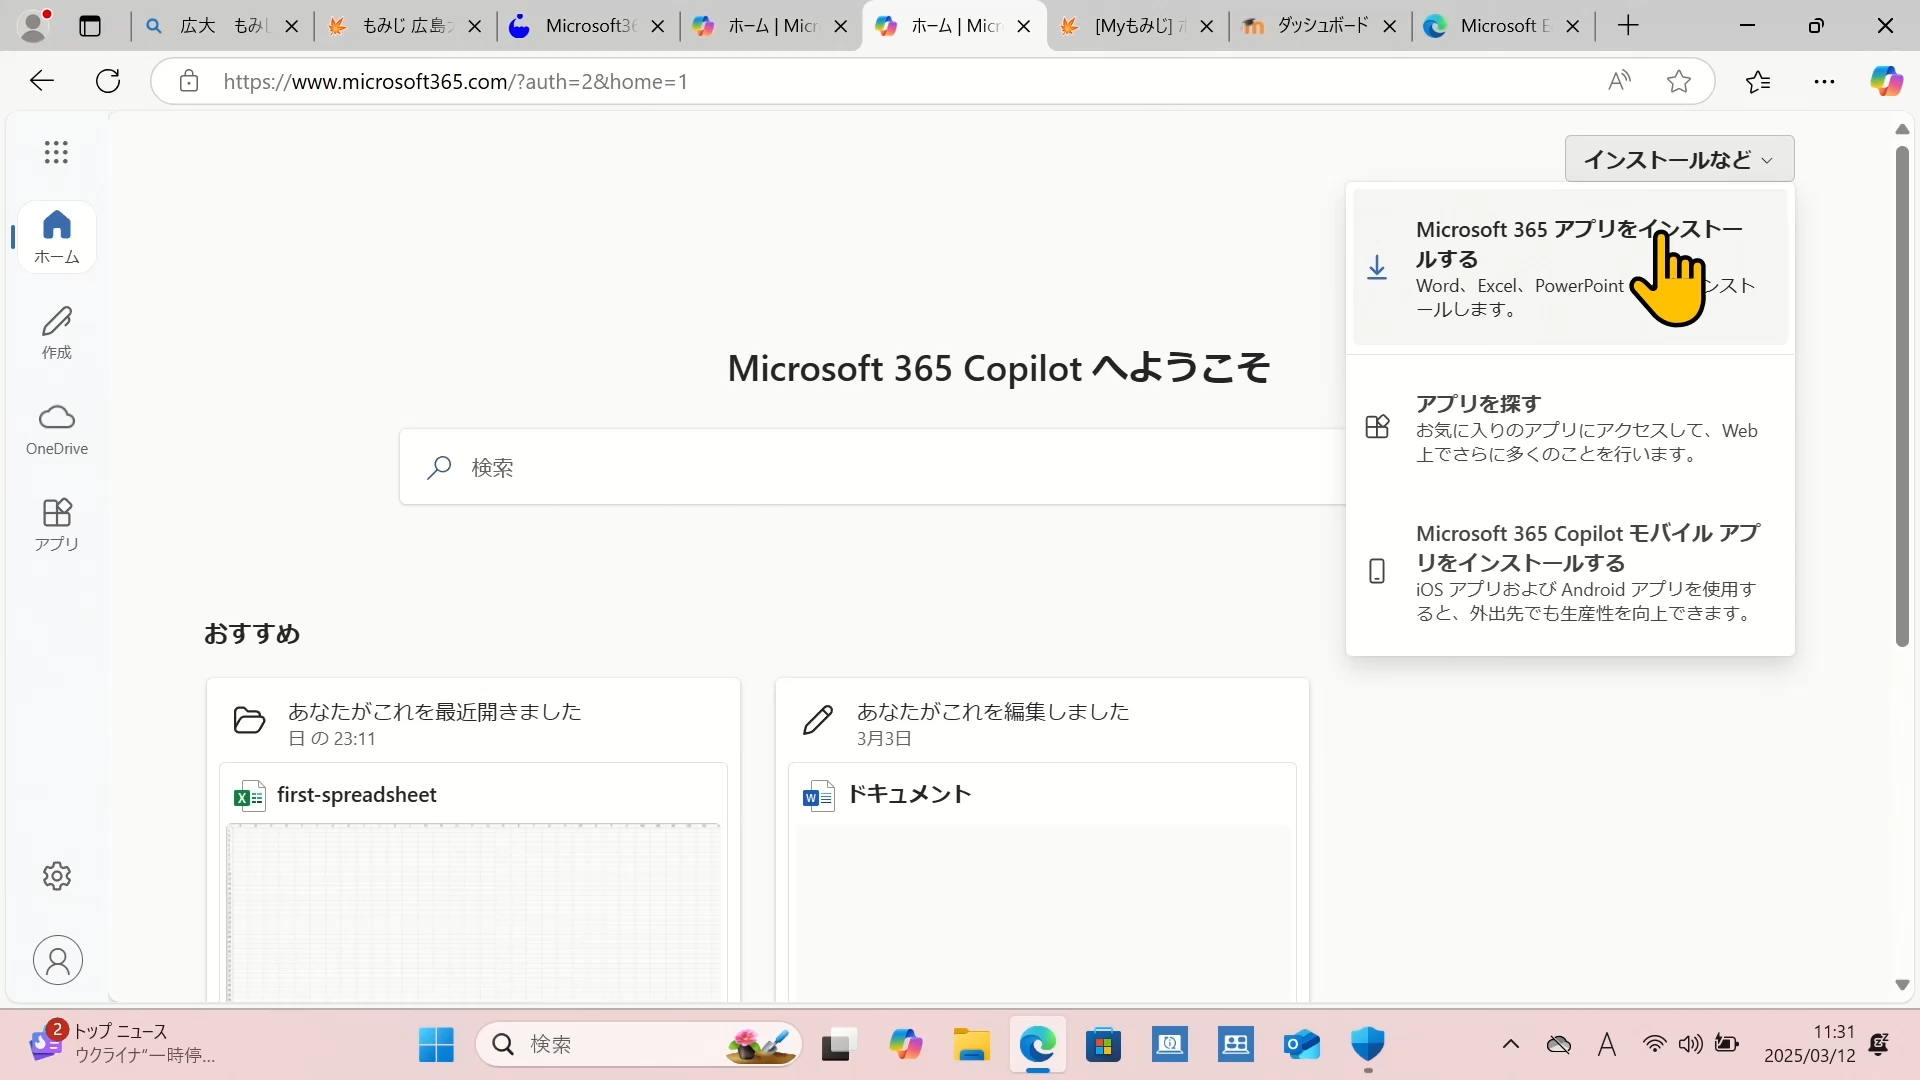 広大 もみじ
もみじ 広島大
Microsoft36
ホーム | Micr
ホーム | Micr
[Myもみじ] ホ
ダッシュボード
Microsoft E
https://www.microsoft365.com/?auth=2&home=1
インストールなど
Microsoft 365 アプリをインストー
ルする
Word、Excel、PowerPoint ンスト
ールします。
アプリを探す
お気に入りのアプリにアクセスして、Web
上でさらに多くのことを行います。
Microsoft 365 Copilot モバイル アプ
リをインストールする
iOS アプリおよび Android アプリを使用す
ると、外出先でも生産性を向上できます。
ホーム
作成
OneDrive
アプリ
Microsoft 365 Copilot へようこそ
検索
おすすめ
あなたがこれを最近開きました
日 の 23:11
first-spreadsheet
あなたがこれを編集しました
3月3日
ドキュメント
2
トップ ニュース
ウクライナ"一時停...
検索
A
11:31
2025/03/12